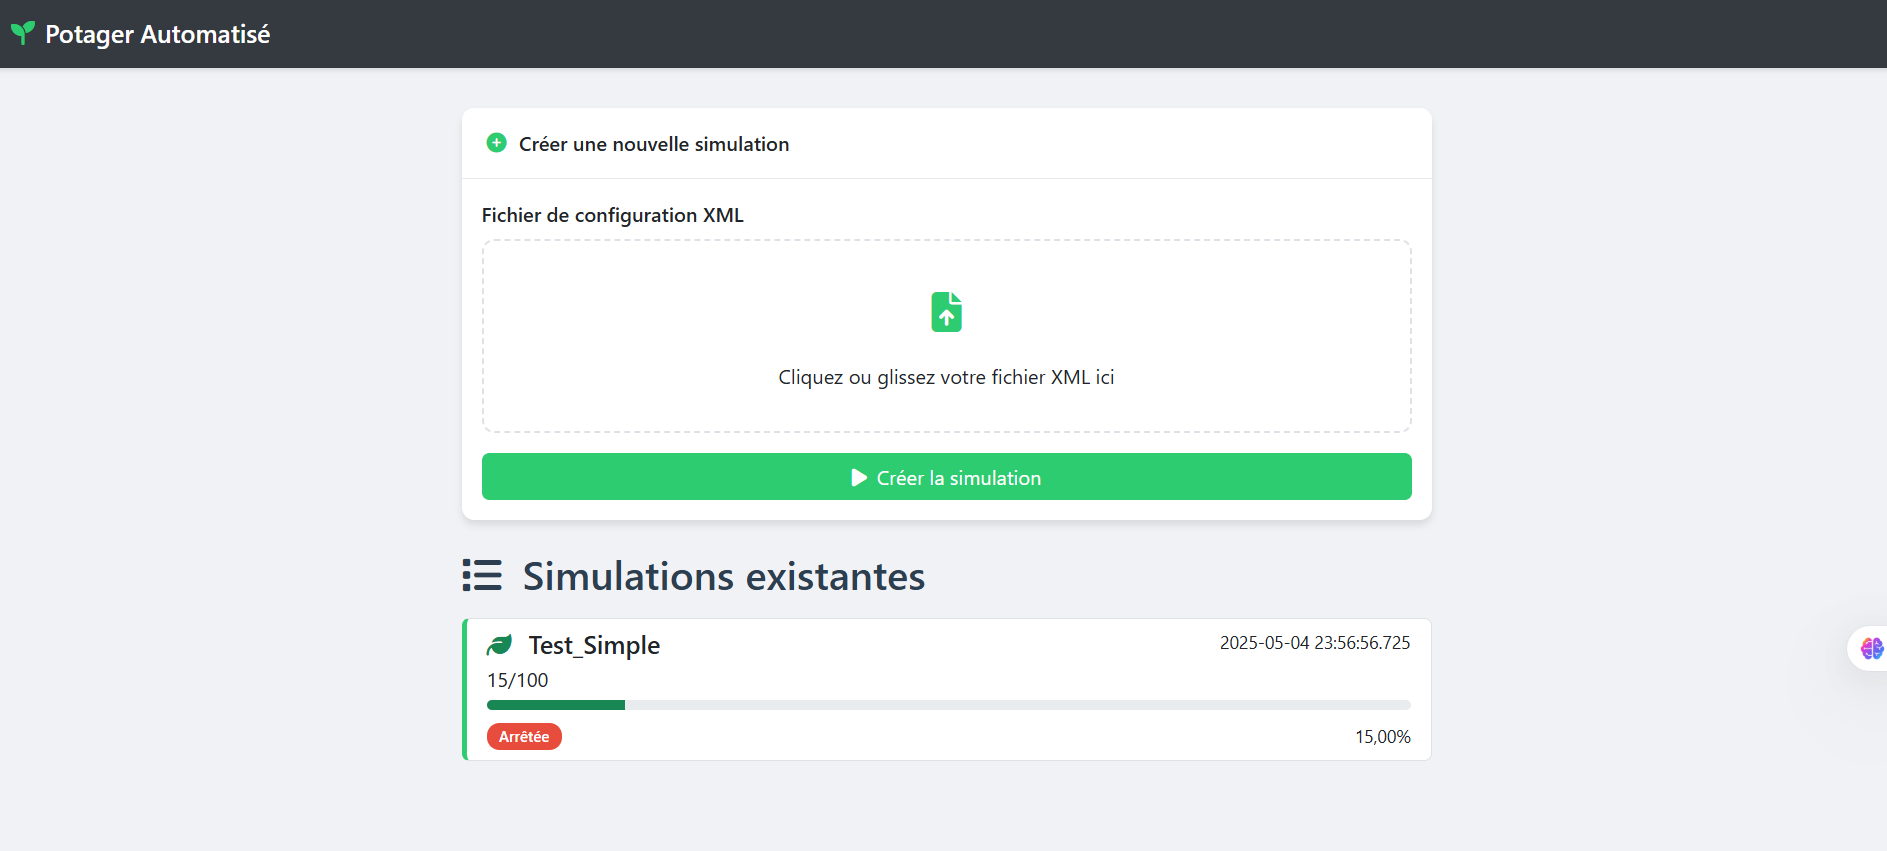 Potager Automatisé
Créer une nouvelle simulation
Fichier de configuration XML
Cliquez ou glissez votre fichier XML ici
Créer la simulation
Simulations existantes
Test_Simple
2025-05-04 23:56:56.725
15/100
Arrêtée
15,00%